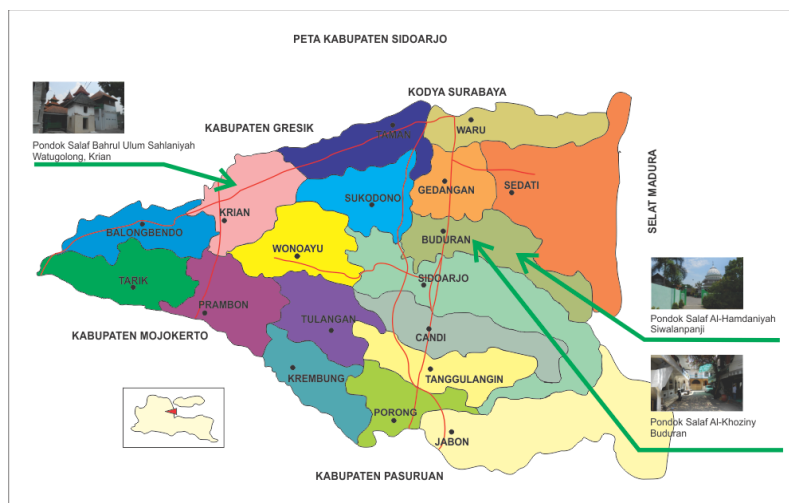 PETA KABUPATEN SIDOARJO
KODYA SURABAYA
KABUPATEN GRESIK
Pondok Salaf Bahrul Ulum Sahlaniyah
Watugolong, Krian
WARU
GEDANGAN
SEDATI
SELAT MADURA
SUKODONO
KRIAN
BALONGBENDO
WONOAYU
BUDURAN
TARIK
SIDOARJO
PRAMBON
Pondok Salaf Al-Hamdaniyah
Siwalanpanji
KABUPATEN MOJOKERTO
TULANGAN
CANDI
KREMBUNG
TANGGULANGIN
PORONG
Pondok Salaf Al-Khoziny
Buduran
JABON
KABUPATEN PASURUAN